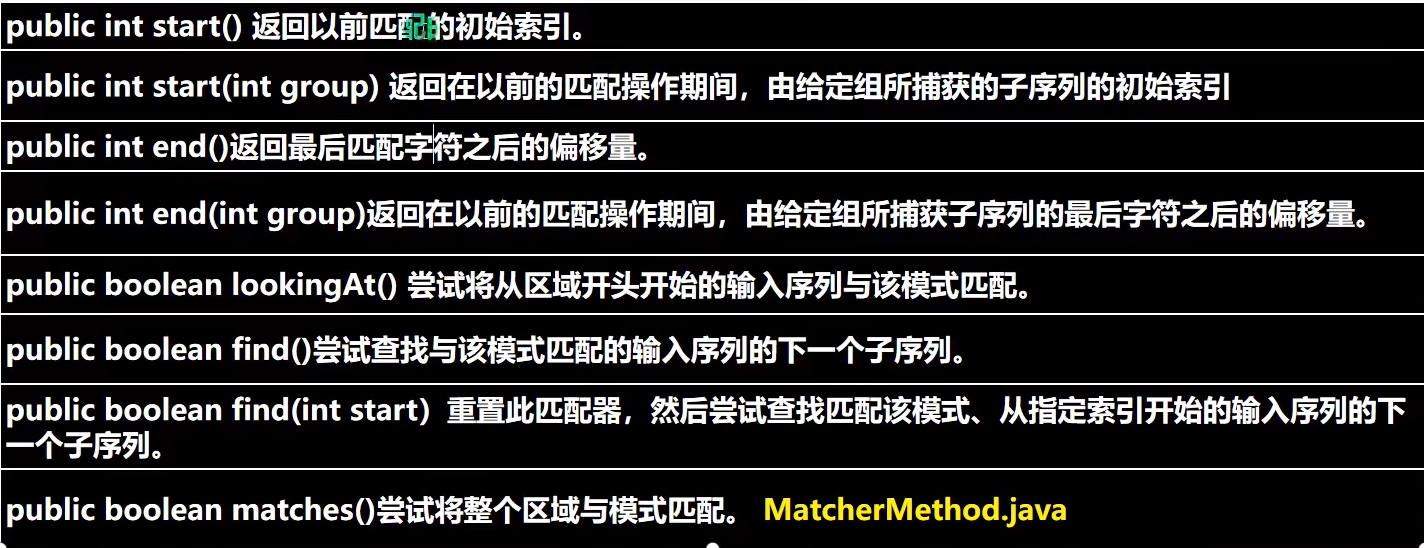 public int start() 返回以前匹配的初始索引。
public int start(int group) 返回在以前的匹配操作期间，由给定组所捕获的子序列的初始索引
public int end()返回最后匹配字符之后的偏移量。
public int end(int group)返回在以前的匹配操作期间，由给定组所捕获子序列的最后字符之后的偏移量。
public boolean lookingAt() 尝试将从区域开头开始的输入序列与该模式匹配。
public boolean find()尝试查找与该模式匹配的输入序列的下一个子序列。
public boolean find(int start）重置此匹配器，然后尝试查找匹配该模式、从指定索引开始的输入序列的下
一个子序列。
public boolean matches()尝试将整个区域与模式匹配。 MatcherMethod.java